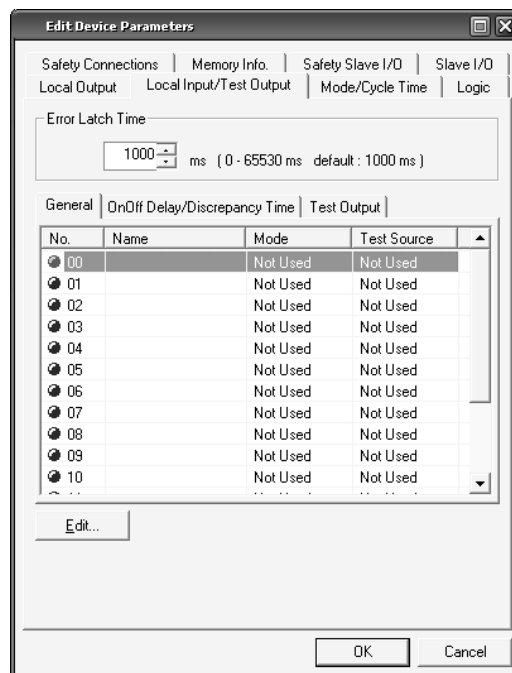 Edit Device Parameters
Safety Connections Memory Info. Safety Slave I/O Slave I/O
Local Output Local Input/Test Output Mode/Cycle Time Logic
Error Latch Time
1000 ms ( 0 - 65530 ms default : 1000 ms )
General OnOff Delay/Discrepancy Time Test Output
No. Name Mode Test Source
00 Not Used Not Used
01 Not Used Not Used
02 Not Used Not Used
03 Not Used Not Used
04 Not Used Not Used
05 Not Used Not Used
06 Not Used Not Used
07 Not Used Not Used
08 Not Used Not Used
09 Not Used Not Used
10 Not Used Not Used
Edit...
OK Cancel